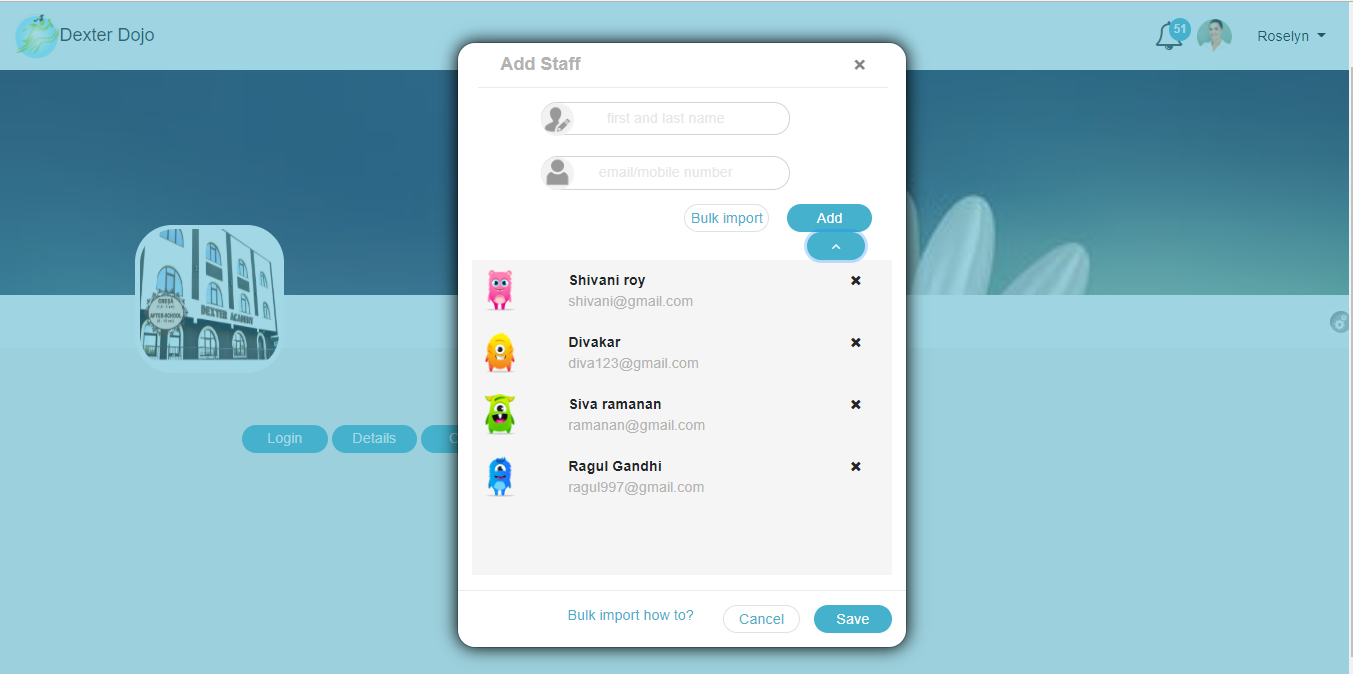 Dexter Dojo
51
Roselyn
Add Staff
first and last name
email/mobile number
Bulk import
Add
Shivani roy
shivani@gmail.com
Divakar
diva123@gmail.com
Siva ramanan
ramanan@gmail.com
Ragul Gandhi
ragul997@gmail.com
DEXTER ACADEMY
AFTER-SCHOOL
Login
Details
Bulk import how to?
Cancel
Save